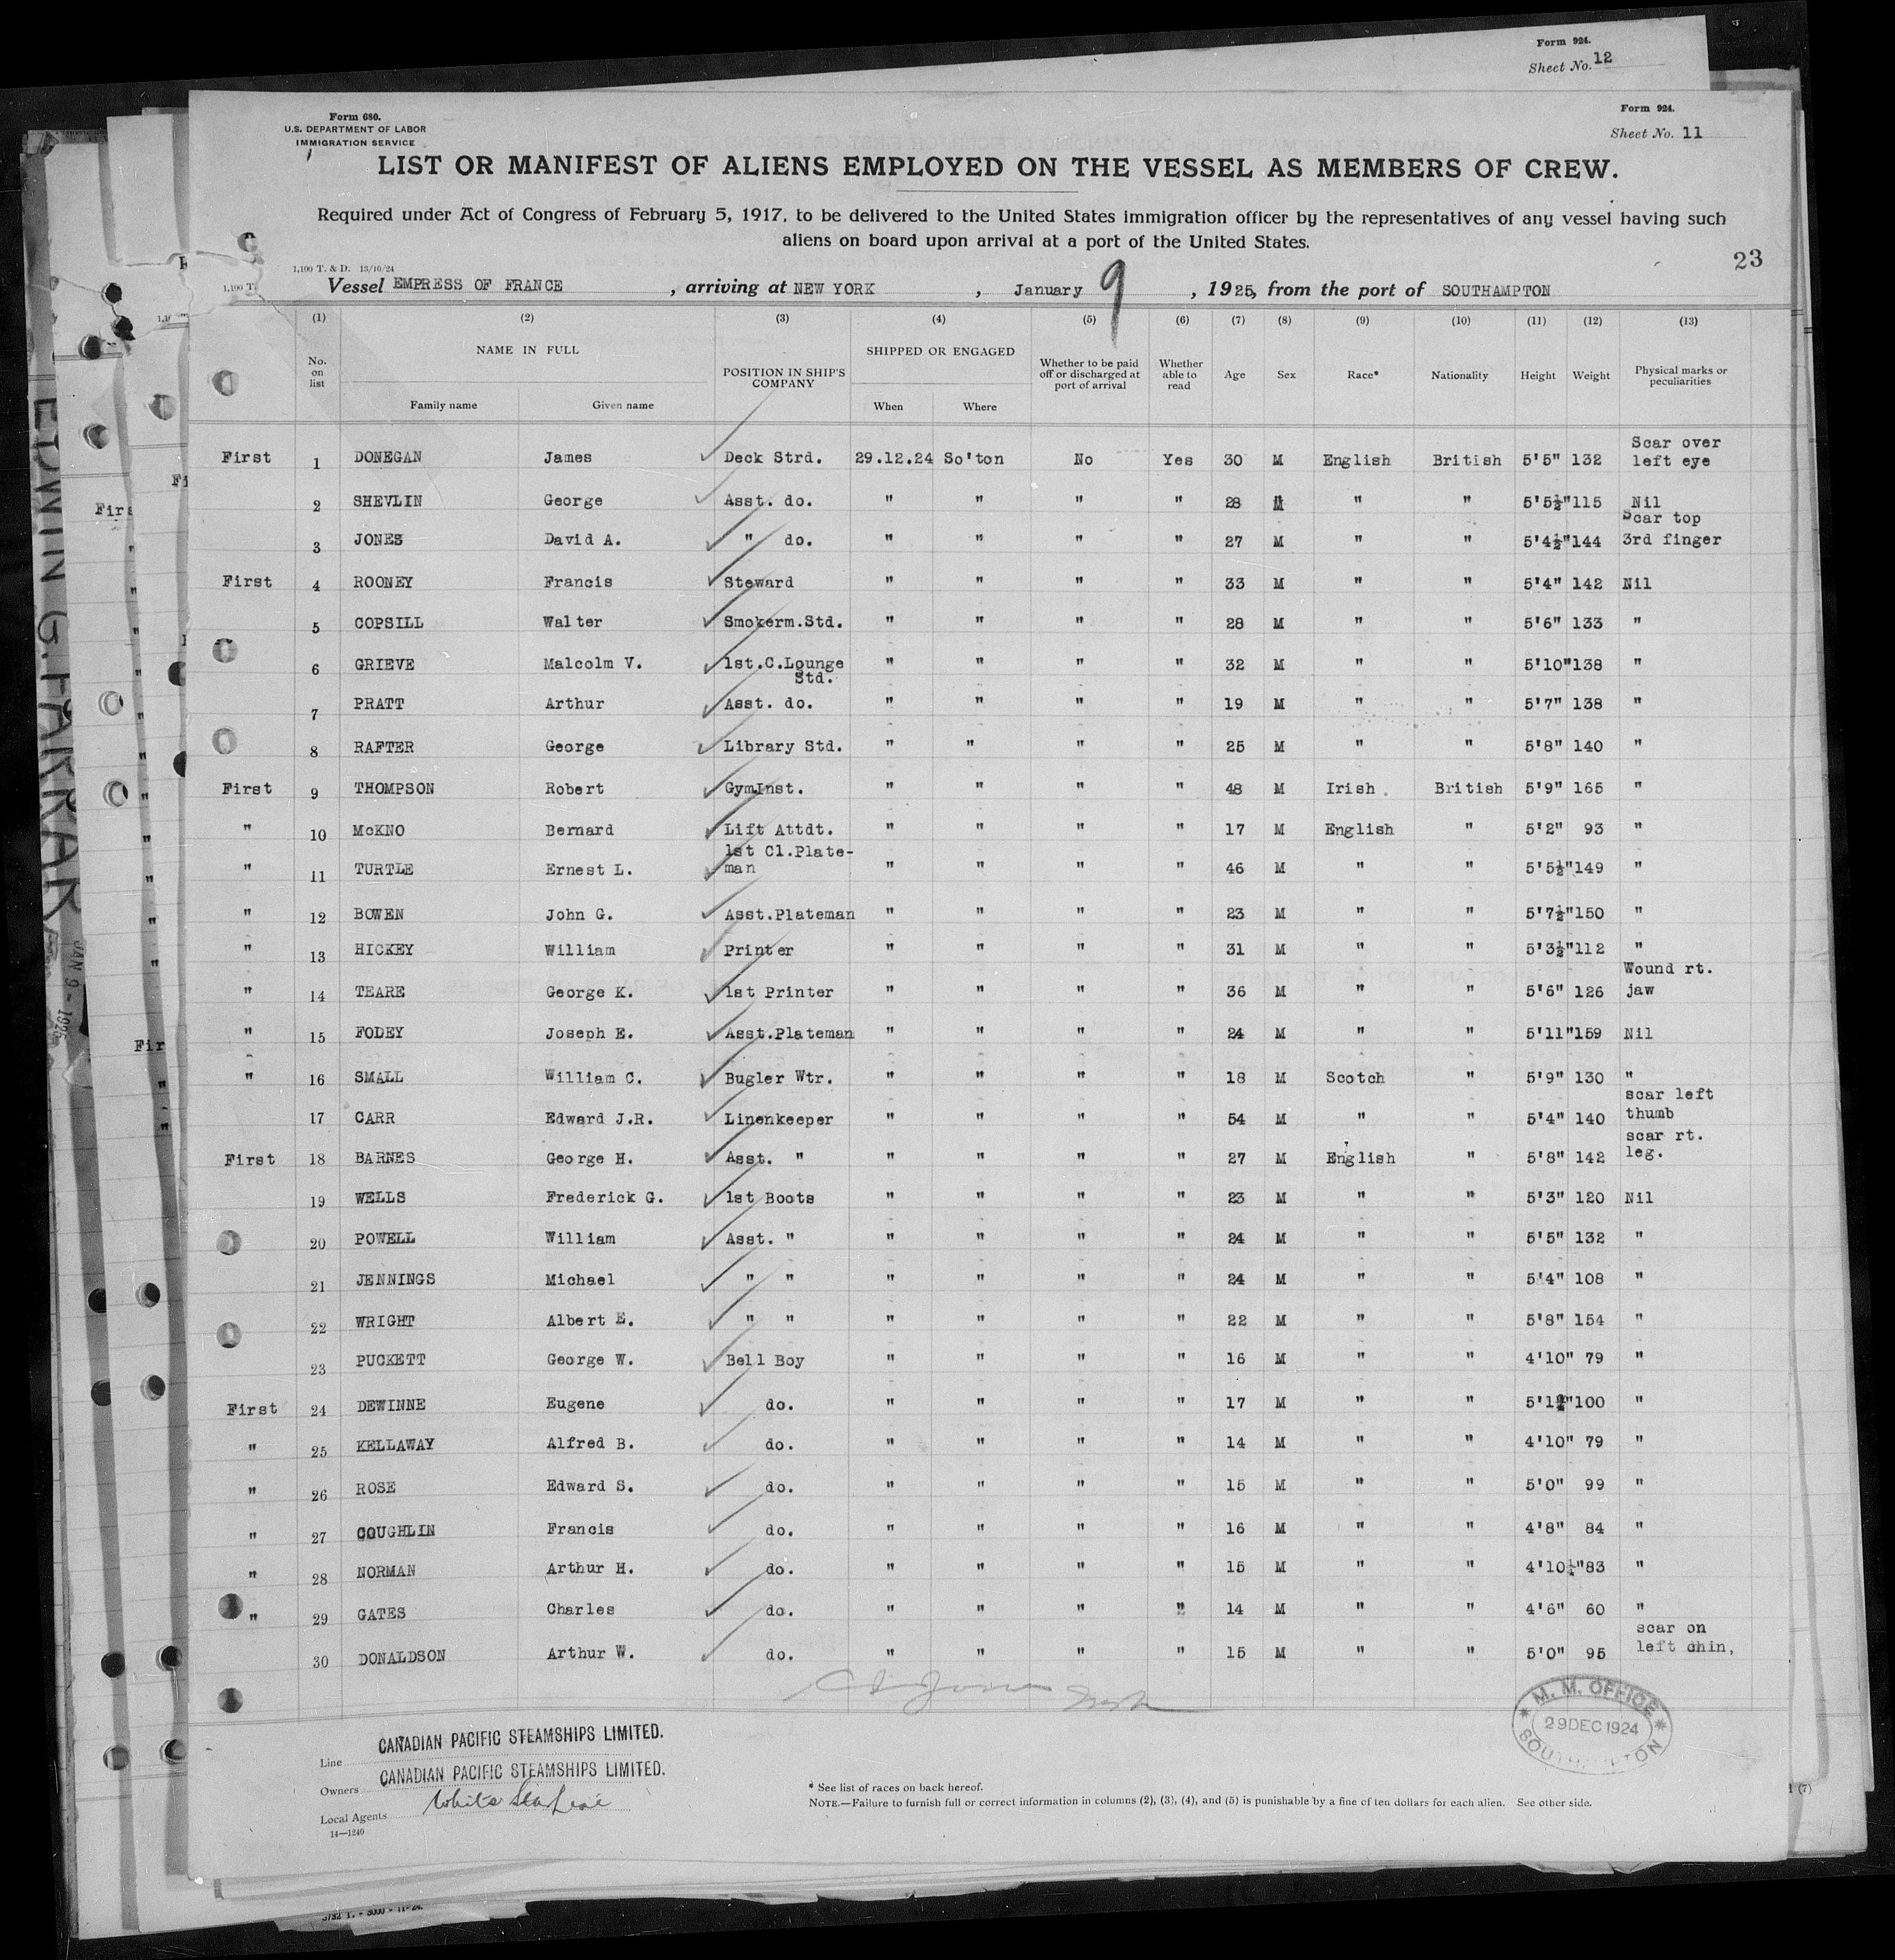 Form 924.
Sheet No. 12
Form 680.
U.S. DEPARTMENT OF LABOR
IMMIGRATION SERVICE
Form 924.
Sheet No. 11
LIST OR MANIFEST OF ALIENS EMPLOYED ON THE VESSEL AS MEMBERS OF CREW.
Required under Act of Congress of February 5, 1917, to be delivered to the United States immigration officer by the representatives of any vessel having such
aliens on board upon arrival at a port of the United States.
23
1,100 T. & D. 13/10/24
Vessel EMPRESS OF FRANCE, arriving at NEW YORK, January 9, 1925, from the port of SOUTHAMPTON
(1) (2) (3) (4) (5) (6) (7) (8) (9) (10) (11) (12) (13)
No. on list NAME IN FULL Family name Given name POSITION IN SHIP'S COMPANY SHIPPED OR ENGAGED When Where Whether to be paid off or discharged at port of arrival Whether able to read Age Sex Race* Nationality Height Weight Physical marks or peculiarities
First 1 DONEGAN James Deck Strd. 29.12.24 So'ton No Yes 30 M English British 5'5" 132 Scar over left eye
2 SHEVLIN George Asst. do. " " " " 28 M " " 5'5½" 115 Nil
3 JONES David A. " do. " " " " 27 M " " 5'4½" 144 Scar top 3rd finger
First 4 ROONEY Francis Steward " " " " 33 M " " 5'4" 142 Nil
5 COPSILL Walter Smokerm.Std. " " " " 28 M " " 5'6" 133 "
6 GRIEVE Malcolm V. 1st.C.Lounge Std. " " " " 32 M " " 5'10" 138 "
7 PRATT Arthur Asst. do. " " " " 19 M " " 5'7" 138 "
8 RAFTER George Library Std. " " " " 25 M " " 5'8" 140 "
First 9 THOMPSON Robert GymInst. " " " " 48 M Irish. British 5'9" 165 "
" 10 McKNO Bernard Lift Attdt. " " " " 17 M English " 5'2" 93 "
" 11 TURTLE Ernest L. 1st Cl.Plate-man " " " " 46 M " " 5'5½" 149 "
" 12 BOWEN John G. Asst.Plateman " " " " 23 M " " 5'7½" 150 "
" 13 HICKEY William Printer " " " " 31 M " " 5'3½" 112 "
" 14 TEARE George K. 1st Printer " " " " 36 M " " 5'6" 126 Wound rt. jaw
" 15 FODEY Joseph E. Asst.Plateman " " " " 24 M " " 5'11" 159 Nil
" 16 SMALL William C. Bugler Wtr. " " " " 18 M Scotch " 5'9" 130 "
17 CARR Edward J.R. Linenkeeper " " " " 54 M " " 5'4" 140 scar left thumb
First 18 BARNES George H. Asst. " " " " " 27 M English " 5'8" 142 scar rt. leg.
19 WELLS Frederick G. 1st Boots " " " " 23 M " " 5'3" 120 Nil
20 POWELL William Asst. " " " " " 24 M " " 5'5" 132 "
21 JENNINGS Michael " " " " " " 24 M " " 5'4" 108 "
22 WRIGHT Albert E. " " " " " " 22 M " " 5'8" 154 "
23 PUCKETT George W. Bell Boy " " " " 16 M " " 4'10" 79 "
First 24 DEWINNE Eugene do. " " " " 17 M " " 5'1 " 100 "
" 25 KELLAWAY Alfred B. do. " " " " 14 M " " 4'10" 79 "
" 26 ROSE Edward S. do. " " " " 15 M " " 5'0" 99 "
" 27 COUGHLIN Francis do. " " " " 16 M " " 4'8" 84 "
" 28 NORMAN Arthur H. do. " " " " 15 M " " 4'10¼" 83 "
" 29 GATES Charles do. " " " " 14 M " " 4'6" 60 "
30 DONALDSON Arthur W. do. " " " " 15 M " " 5'0" 95 scar on left chin,
M. M. OFFICE
29 DEC 1924
Line CANADIAN PACIFIC STEAMSHIPS LIMITED.
Owners CANADIAN PACIFIC STEAMSHIPS LIMITED.
Local Agents White Star Line
14—1240
* See list of races on back hereof.
NOTE.—Failure to furnish full or correct information in columns (2), (3), (4), and (5) is punishable by a fine of ten dollars for each alien. See other side.
EDWIN G. FARRAR
JAN 9 - 1925